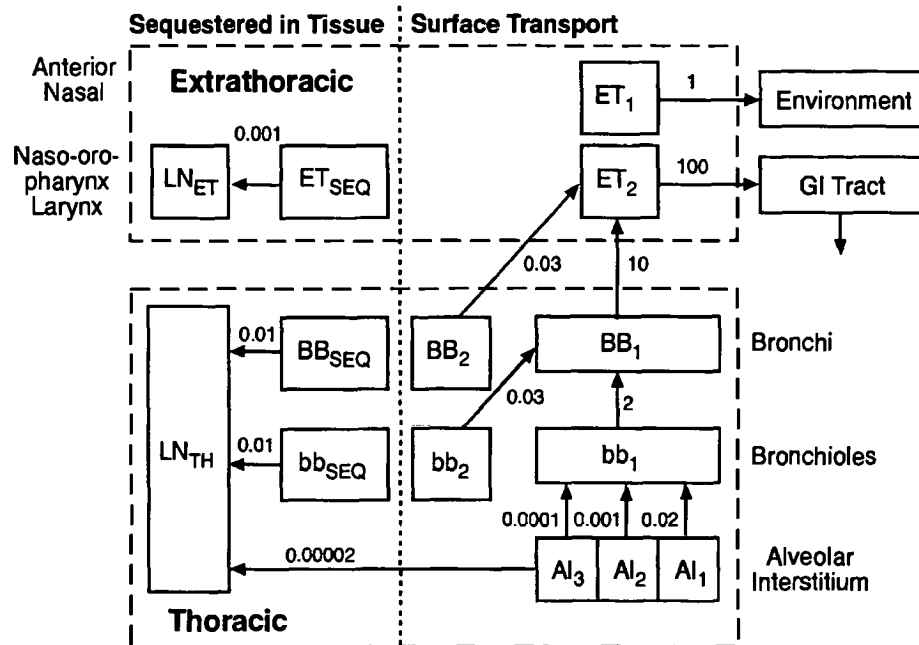 Sequestered in Tissue
Surface Transport
Anterior
Nasal
Extrathoracic
ET1
1
Environment
Naso-oro-
pharynx
Larynx
LNET
0.001
ETSEQ
ET2
100
GI Tract
0.03
10
0.01
BBSEQ
BB2
BB1
Bronchi
0.03
2
LNTH
0.01
bbSEQ
bb2
bb1
Bronchioles
0.0001
0.001
0.02
0.00002
AI3
AI2
AI1
Alveolar
Interstitium
Thoracic